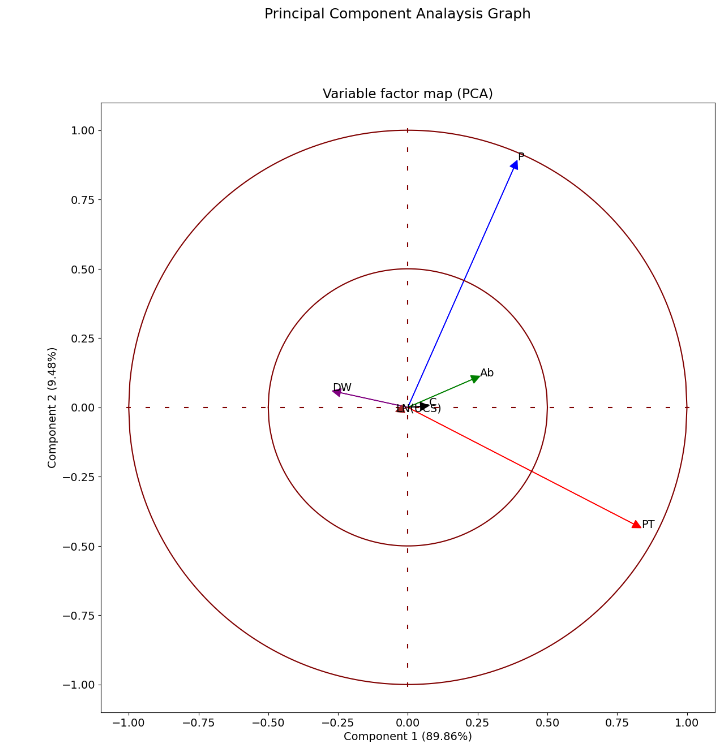 Principal Component Analaysis Graph
Variable factor map (PCA)
1.00
P
0.75
0.50
0.25
Ab
DW
C
0.00
−0.25
PT
−0.50
−0.75
−1.00
Component 2 (9.48%)
−1.00 −0.75 −0.50 −0.25 0.00 0.25 0.50 0.75 1.00
Component 1 (89.86%)